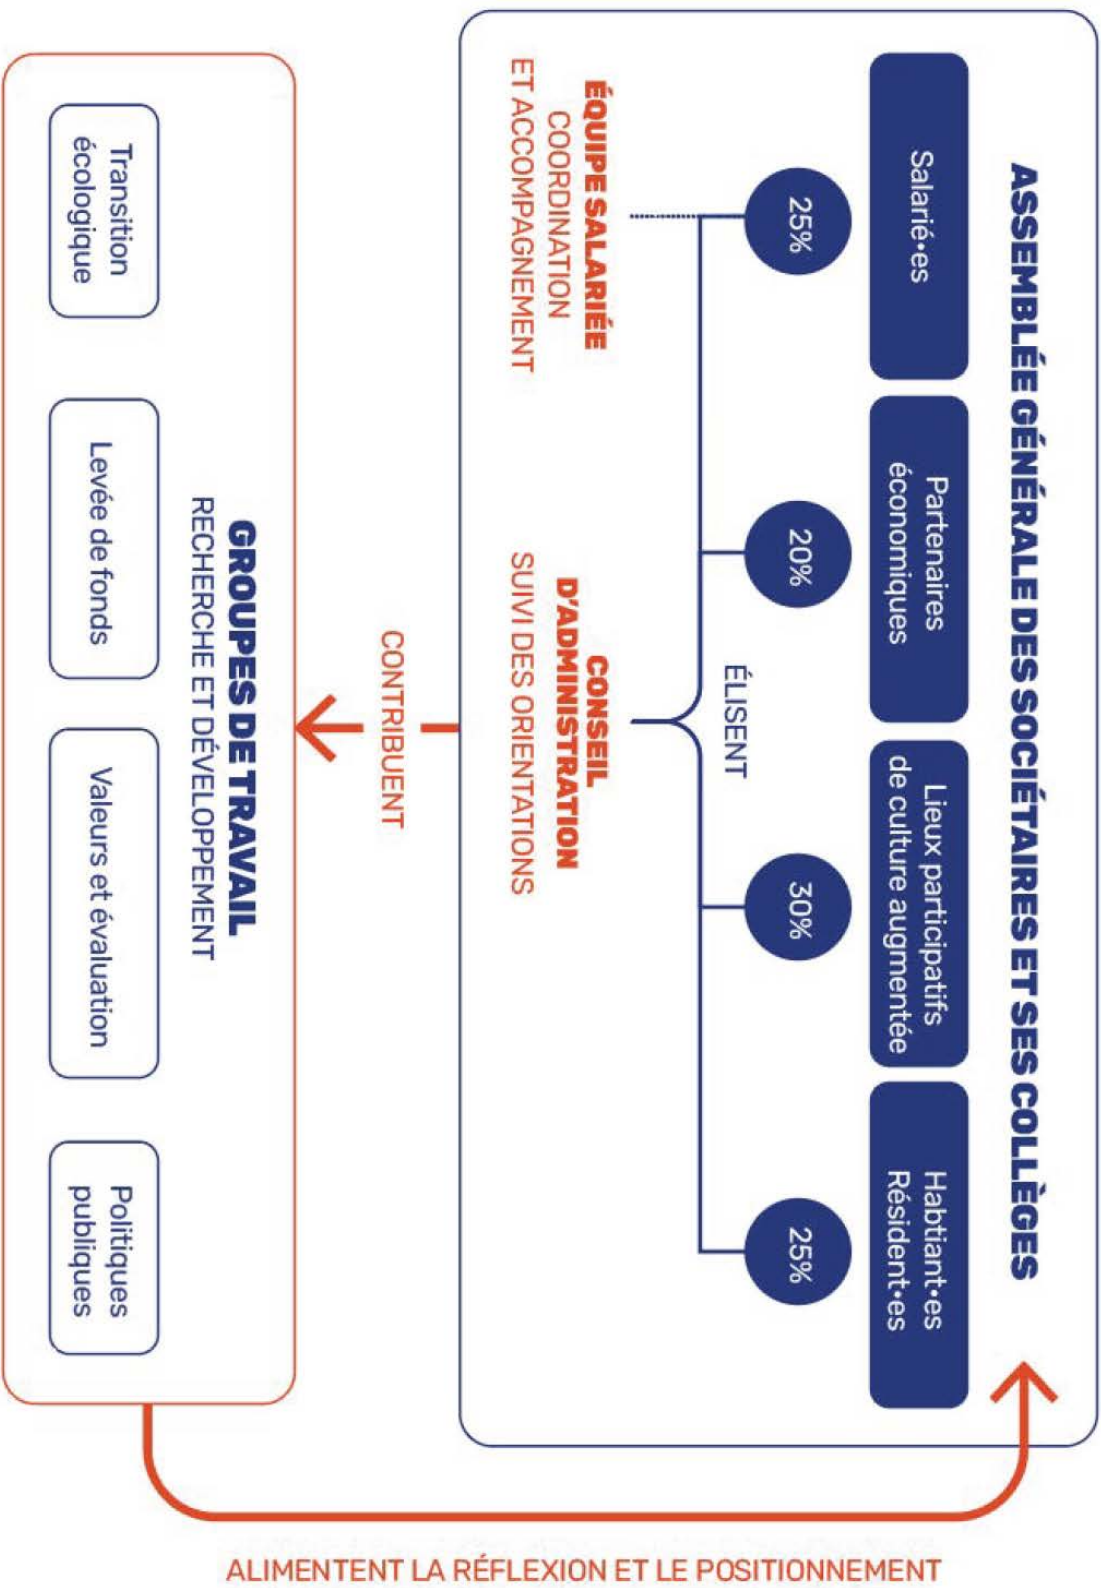 ASSEMBLÉE GÉNÉRALE DES SOCIÉTAIRES ET SES COLLÈGES
Salarié•es
Partenaires
économiques
Lieux participatifs
de culture augmentée
Habtiant•es
Résident•es
25%
20%
30%
25%
ÉLISENT
ÉQUIPE SALARIÉE
COORDINATION
ET ACCOMPAGNEMENT
CONSEIL
D'ADMINISTRATION
SUIVI DES ORIENTATIONS
CONTRIBUENT
GROUPES DE TRAVAIL
RECHERCHE ET DÉVELOPPEMENT
Transition
écologique
Levée de fonds
Valeurs et évaluation
Politiques
publiques
ALIMENTENT LA RÉFLEXION ET LE POSITIONNEMENT